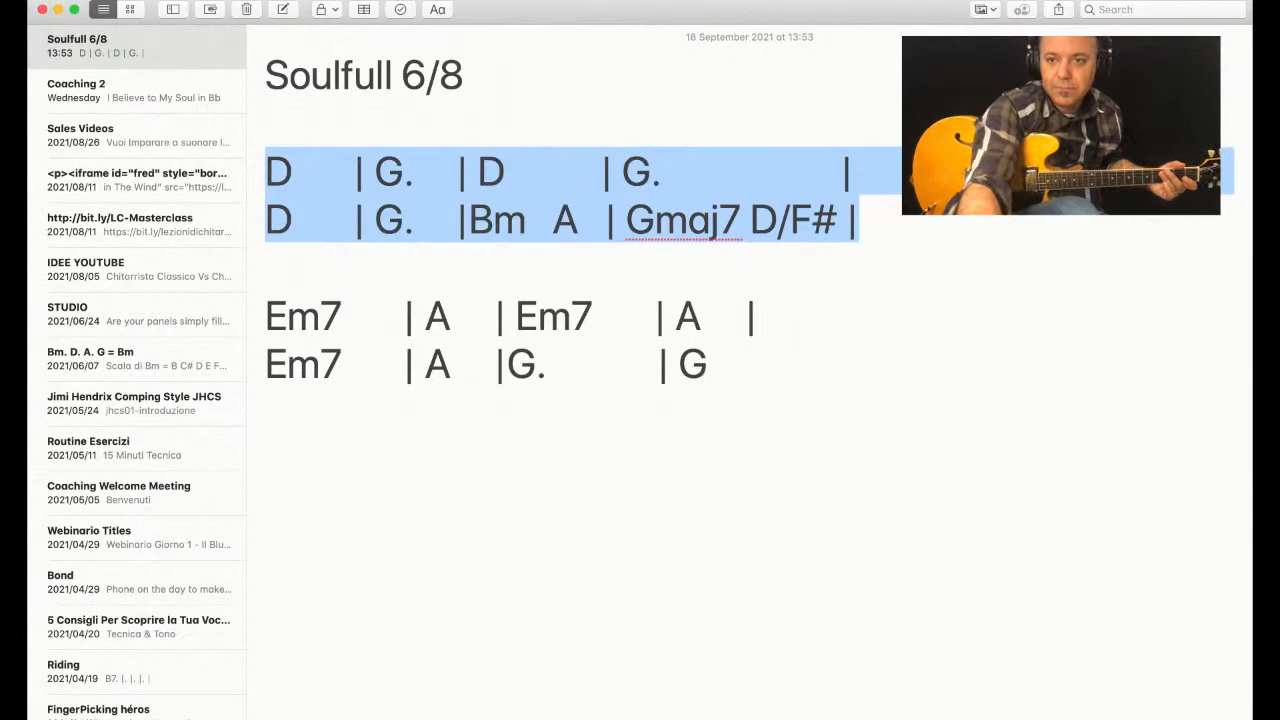 Aa
Search
Soulfull 6/8
13:53 D | G. | D | G. |
Coaching 2
Wednesday I Believe to My Soul in Bb
Sales Videos
2021/08/26 Vuoi Imparare a suonare l...
<p><iframe id="fred" style="bor...
2021/08/11 in The Wind" src="https://l...
http://bit.ly/LC-Masterclass
2021/08/11 https://bit.ly/lezionidichitar...
IDEE YOUTUBE
2021/08/05 Chitarrista Classico Vs Ch...
STUDIO
2021/06/24 Are your panels simply fill...
Bm. D. A. G = Bm
2021/06/07 Scala di Bm = B C# D E F...
Jimi Hendrix Comping Style JHCS
2021/05/24 jhcs01-introduzione
Routine Esercizi
2021/05/11 15 Minuti Tecnica
Coaching Welcome Meeting
2021/05/05 Benvenuti
Webinario Titles
2021/04/29 Webinario Giorno 1 - Il Blu...
Bond
2021/04/29 Phone on the day to make...
5 Consigli Per Scoprire la Tua Voc...
2021/04/20 Tecnica & Tono
Riding
2021/04/19 B7. |. |. |. |
FingerPicking héros
18 September 2021 at 13:53
Soulfull 6/8
D | G. | D | G. |
D | G. |Bm A | Gmaj7 D/F# |
Em7 | A | Em7 | A |
Em7 | A |G. | G